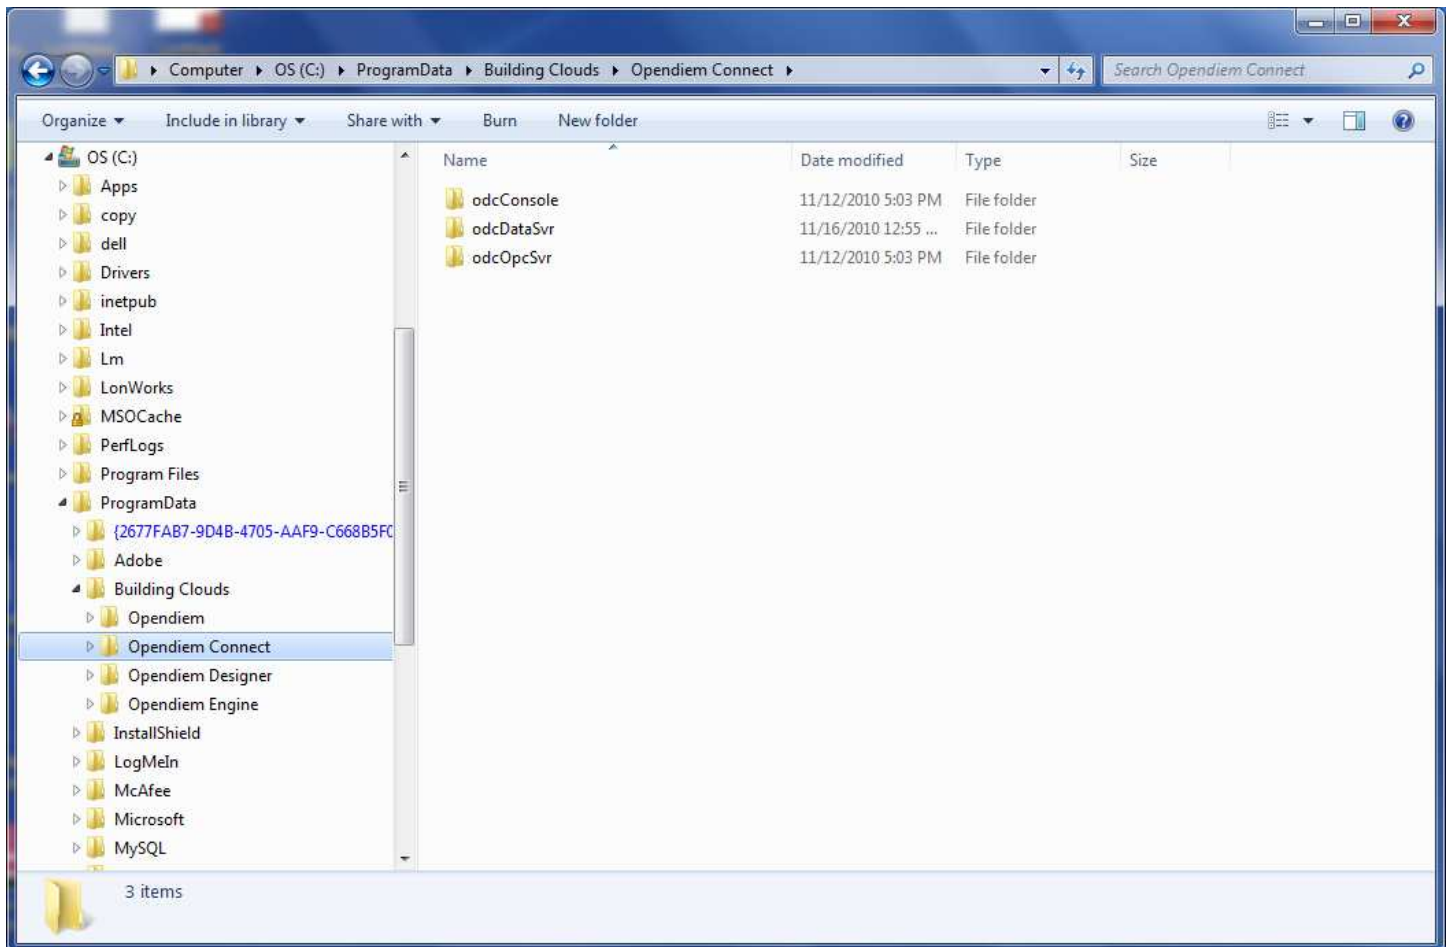 Computer OS (C:) ProgramData Building Clouds Opendiem Connect Search Opendiem Connect
Organize Include in library Share with Burn New folder
OS (C:)
Apps
copy
dell
Drivers
inetpub
Intel
Lm
LonWorks
MSOCache
PerfLogs
Program Files
ProgramData
{2677FAB7-9D4B-4705-AAF9-C668B5F0
Adobe
Building Clouds
Opendiem
Opendiem Connect
Opendiem Designer
Opendiem Engine
InstallShield
LogMeIn
McAfee
Microsoft
MySQL
Name Date modified Type Size
odcConsole 11/12/2010 5:03 PM File folder
odcDataSvr 11/16/2010 12:55 ... File folder
odcOpcSvr 11/12/2010 5:03 PM File folder
3 items